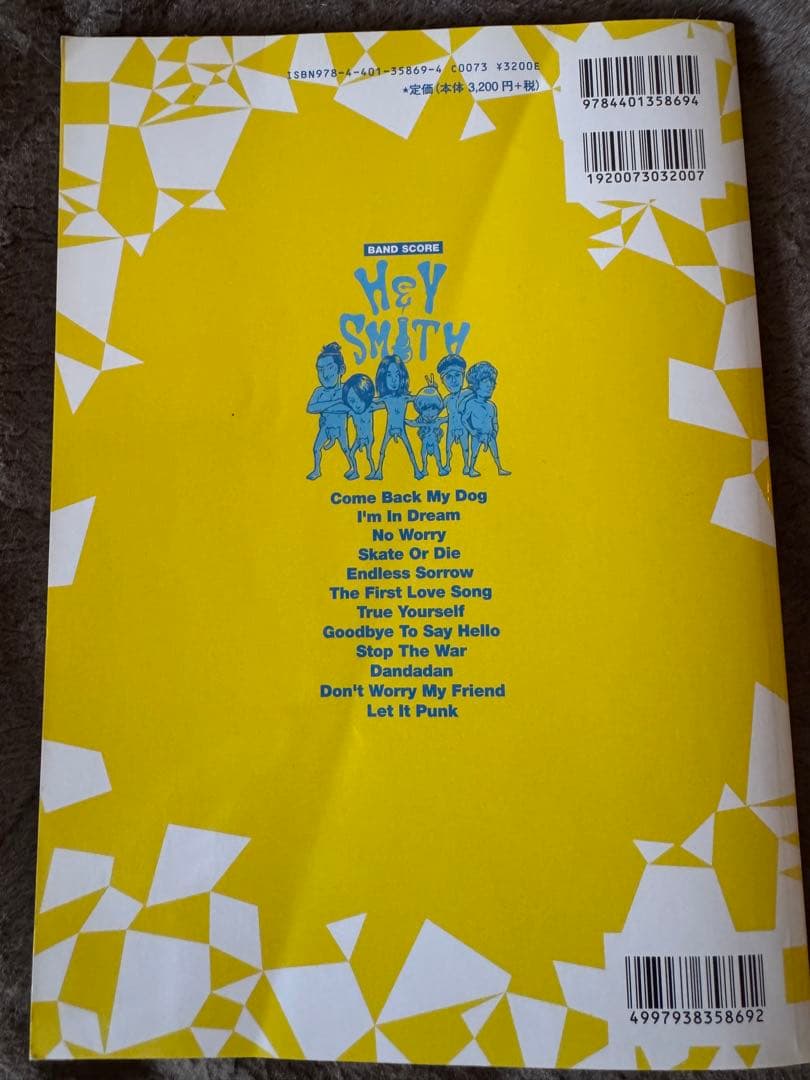 ISBN978-4-401-35869-4 C0073 ¥3200E
*定価(本体3,200円+税)
9784401358694
1920073032007
BAND SCORE
HEY
SMITH
Come Back My Dog
I'm In Dream
No Worry
Skate Or Die
Endless Sorrow
The First Love Song
True Yourself
Goodbye To Say Hello
Stop The War
Dandadan
Don't Worry My Friend
Let It Punk
4997938358692